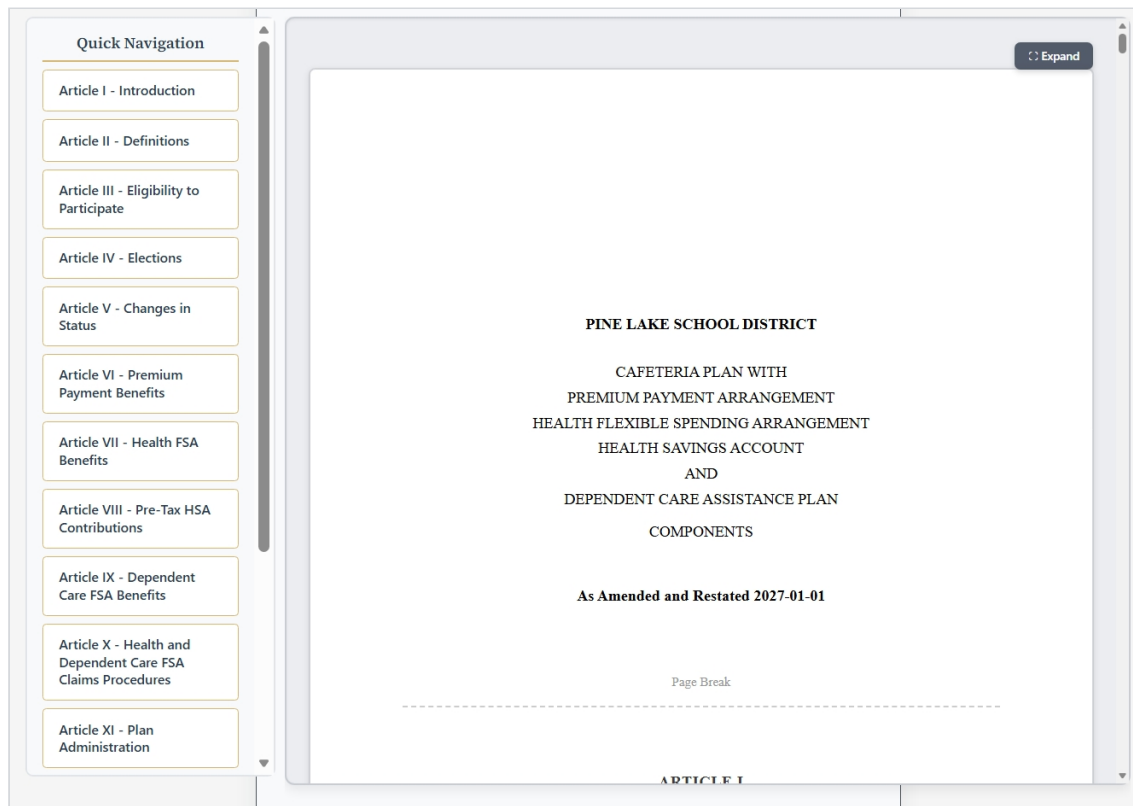 Quick Navigation
Article I - Introduction
Article II - Definitions
Article III - Eligibility to
Participate
Article IV - Elections
Article V - Changes in
Status
Article VI - Premium
Payment Benefits
Article VII - Health FSA
Benefits
Article VIII - Pre-Tax HSA
Contributions
Article IX - Dependent
Care FSA Benefits
Article X - Health and
Dependent Care FSA
Claims Procedures
Article XI - Plan
Administration
Expand
PINE LAKE SCHOOL DISTRICT
CAFETERIA PLAN WITH
PREMIUM PAYMENT ARRANGEMENT
HEALTH FLEXIBLE SPENDING ARRANGEMENT
HEALTH SAVINGS ACCOUNT
AND
DEPENDENT CARE ASSISTANCE PLAN
COMPONENTS
As Amended and Restated 2027-01-01
Page Break
ARTICLE I